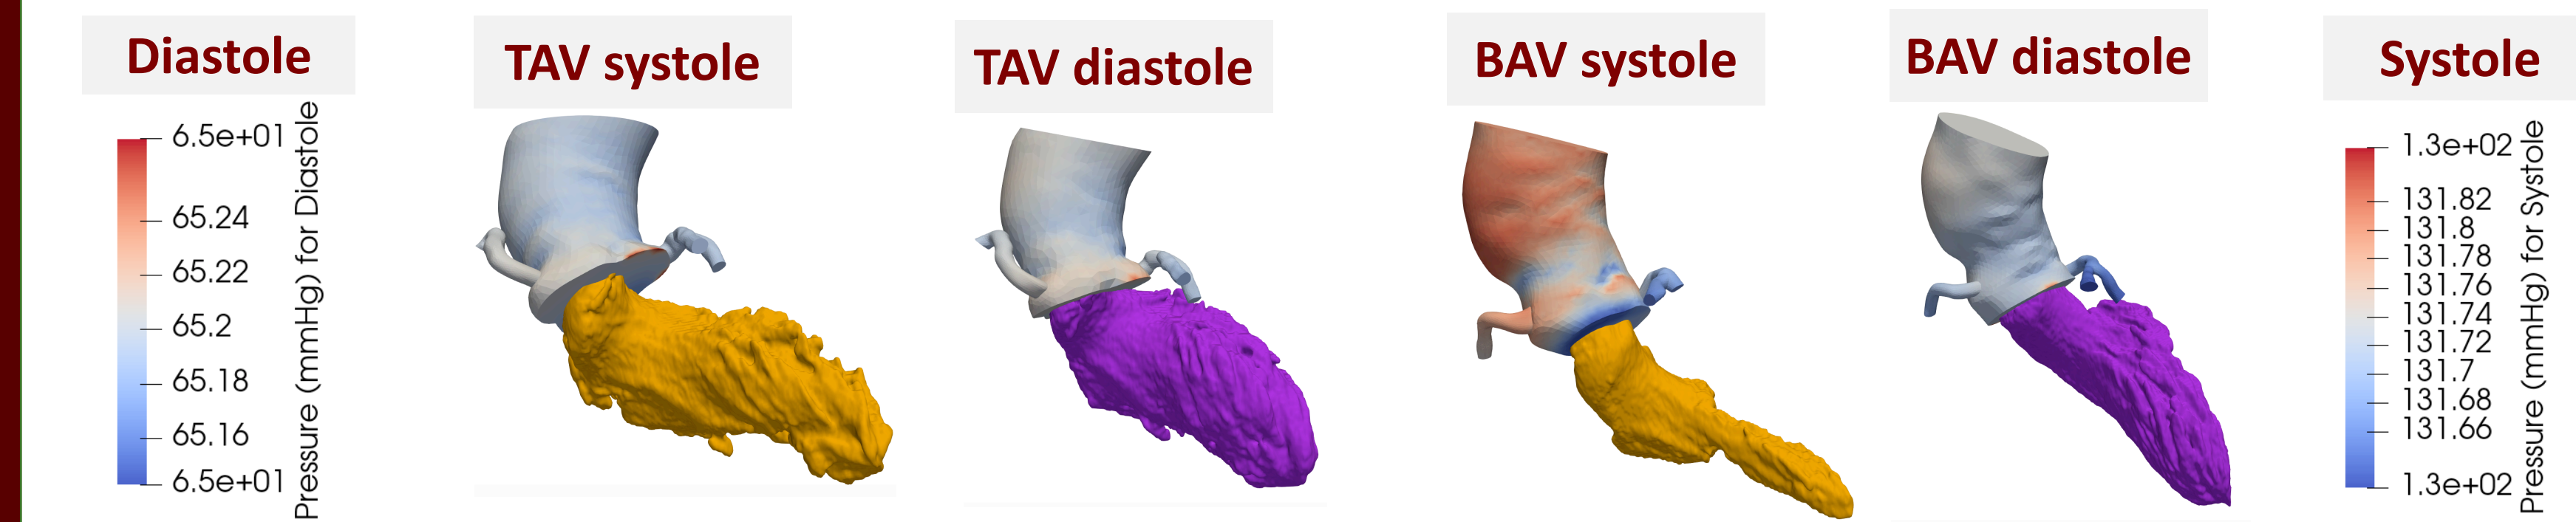 Diastole
TAV systole
TAV diastole
BAV systole
BAV diastole
Systole
6.5e+01
65.24
65.22
65.2
65.18
65.16
6.5e+01
Pressure (mmHg) for Diastole
1.3e+02
131.82
131.8
131.78
131.76
131.74
131.72
131.7
131.68
131.66
1.3e+02
Pressure (mmHg) for Systole